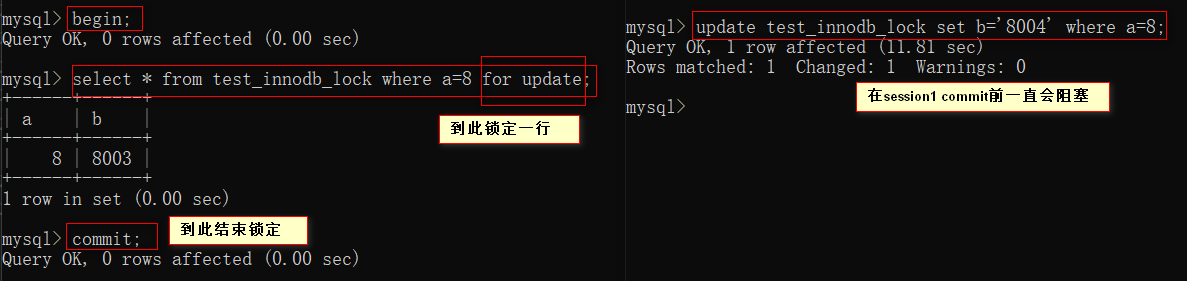 mysql> begin;
Query OK, 0 rows affected (0.00 sec)
mysql> select * from test_innodb_lock where a=8 for update;
+------+------+
| a    | b    |
+------+------+
|    8 | 8003 |
+------+------+
1 row in set (0.00 sec)
到此锁定一行
mysql> commit;
到此结束锁定
Query OK, 0 rows affected (0.00 sec)
mysql> update test_innodb_lock set b='8004' where a=8;
Query OK, 1 row affected (11.81 sec)
Rows matched: 1  Changed: 1  Warnings: 0
在session1 commit前一直会阻塞
mysql>